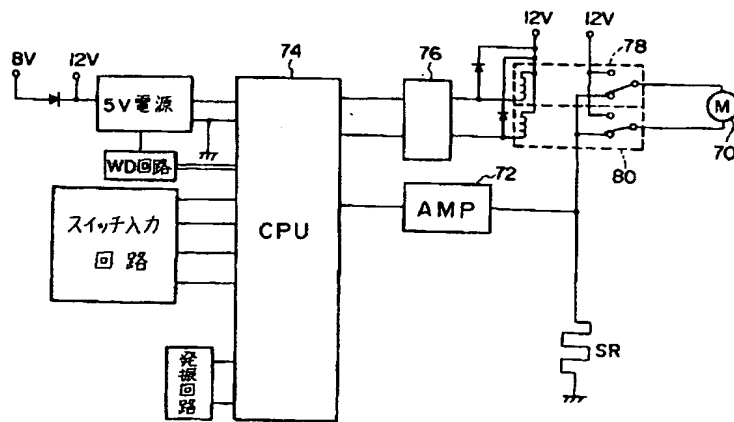 12V
12V
8V
12V
74
76
78
5V電源
M
70
WD回路
72
80
スイッチ入力
回路
CPU
AMP
SR
発振回路